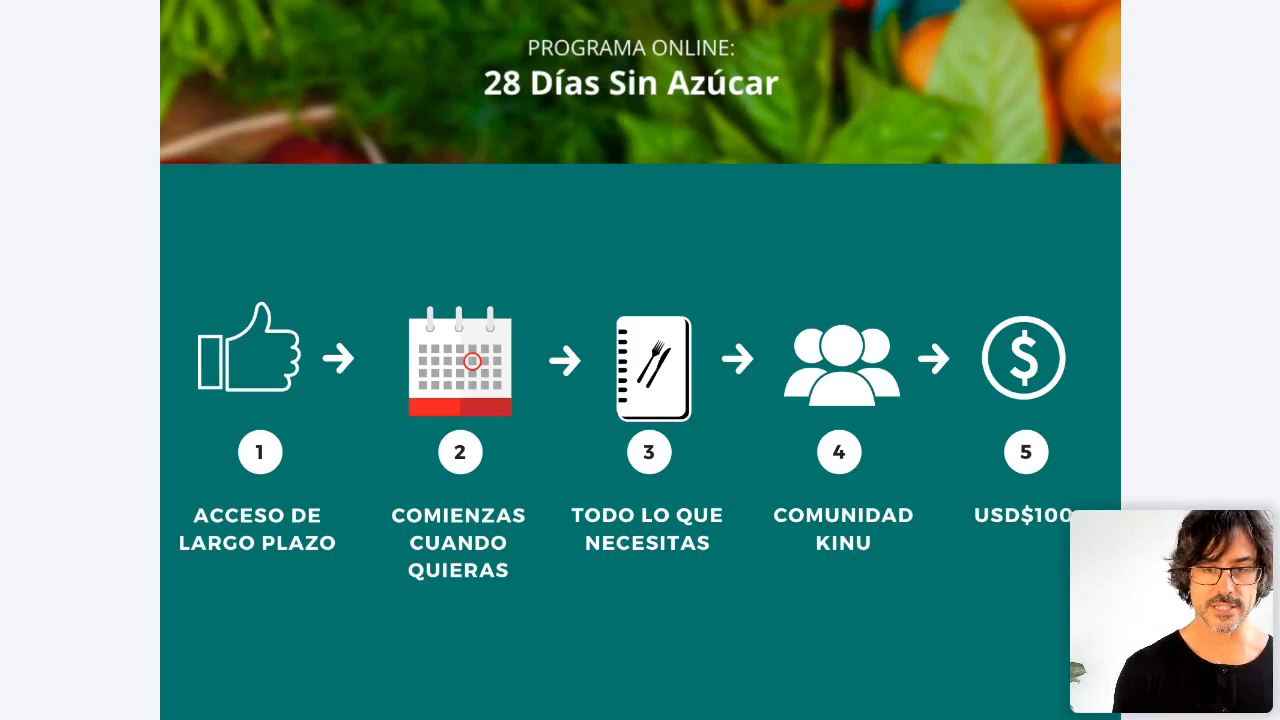 PROGRAMA ONLINE:
28 Días Sin Azúcar
1
2
3
4
5
ACCESO DE
LARGO PLAZO
COMIENZAS
CUANDO
QUIERAS
TODO LO QUE
NECESITAS
COMUNIDAD
KINU
USD$100